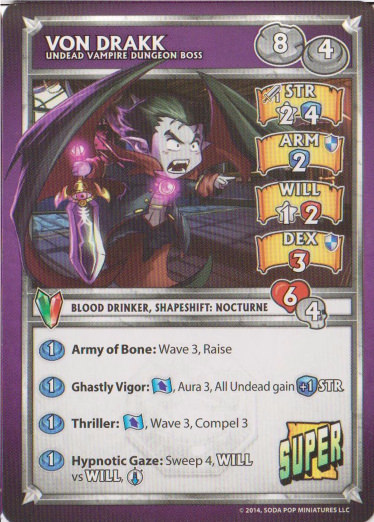 VON DRAKK
UNDEAD VAMPIRE DUNGEON BOSS
8 4
STR
2 4
ARM
2
WILL
1 2
DEX
3
BLOOD DRINKER, SHAPESHIFT: NOCTURNE
6
4
1 Army of Bone: Wave 3, Raise
1 Ghastly Vigor: , Aura 3, All Undead gain +1 STR
1 Thriller: , Wave 3, Compel 3
1 Hypnotic Gaze: Sweep 4, WILL
vs WILL,
SUPER
© 2014, SODA POP MINIATURES LLC